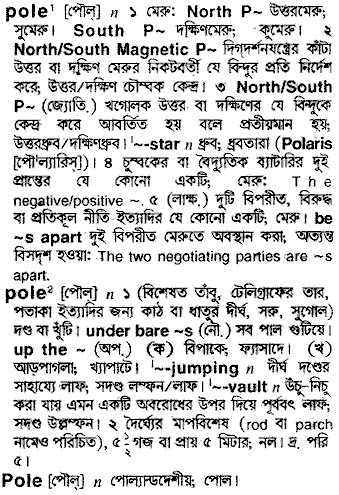 pole¹ [পৌল্] n ১ মেরু: North P~ উত্তরমেরু;
সুমেরু। South P~ দক্ষিণমেরু; কুমেরু। ২
North/South Magnetic P~ দিগ্‌দর্শনযন্ত্রের কাঁটা
উত্তর বা দক্ষিণ মেরুর নিকটবর্তী যে বিন্দুর প্রতি নির্দেশ
করে; উত্তর/দক্ষিণ চৌম্বক কেন্দ্র। ৩ North/South
P~ (জ্যোতি.) খগোলক উত্তর বা দক্ষিণের যে বিন্দুকে
কেন্দ্র করে আবর্তিত হয় বলে প্রতীয়মান হয়;
উত্তরধ্রুব/দক্ষিণধ্রুব। '~-star n ধ্রুব; ধ্রুবতারা (Polaris
[পৌ'ল্যারিস্])। ৪ চুম্বকের বা বৈদ্যুতিক ব্যাটারির দুই
প্রান্তের যে কোনো একটি; মেরু: The
negative/positive ~. ৫ (লাক্ষ.) দুটি বিপরীত, বিরুদ্ধ
বা প্রতিকূল নীতি ইত্যাদির যে কোনো একটি; মেরু। be
~s apart দুই বিপরীত মেরুতে অবস্থান করা; অত্যন্ত
বিসদৃশ হওয়া: The two negotiating parties are ~s
apart.
pole² [পৌল্] n ১ (বিশেষত তাঁবু, টেলিগ্রাফের তার,
পতাকা ইত্যাদির জন্য কাঠ বা ধাতুর দীর্ঘ, সরু, সুগোল)
দণ্ড বা খুঁটি। under bare ~s (নৌ.) সব পাল গুটিয়ে।
up the ~ (অপ.) (ক) বিপাকে; ফ্যাসাদে। (খ)
আড়পাগলা; খ্যাপাটে। '~-jumping n দীর্ঘ দণ্ডের
সাহায্যে লাফ; সদণ্ড লম্ফন/লাফ। '~-vault n উঁচু-নিচু
করা যায় এমন একটি অবরোধের উপর দিয়ে পূর্ববৎ লাফ;
সদণ্ড উল্লম্ফন। ২ দৈর্ঘ্যের মাপবিশেষ (rod বা parch
নামেও পরিচিত), ৫ ১/২ গজ বা প্রায় ৫ মিটার; নল। দ্র. পরি
৫।
Pole [পৌল্] n পোল্যান্ডদেশীয়; পোল।